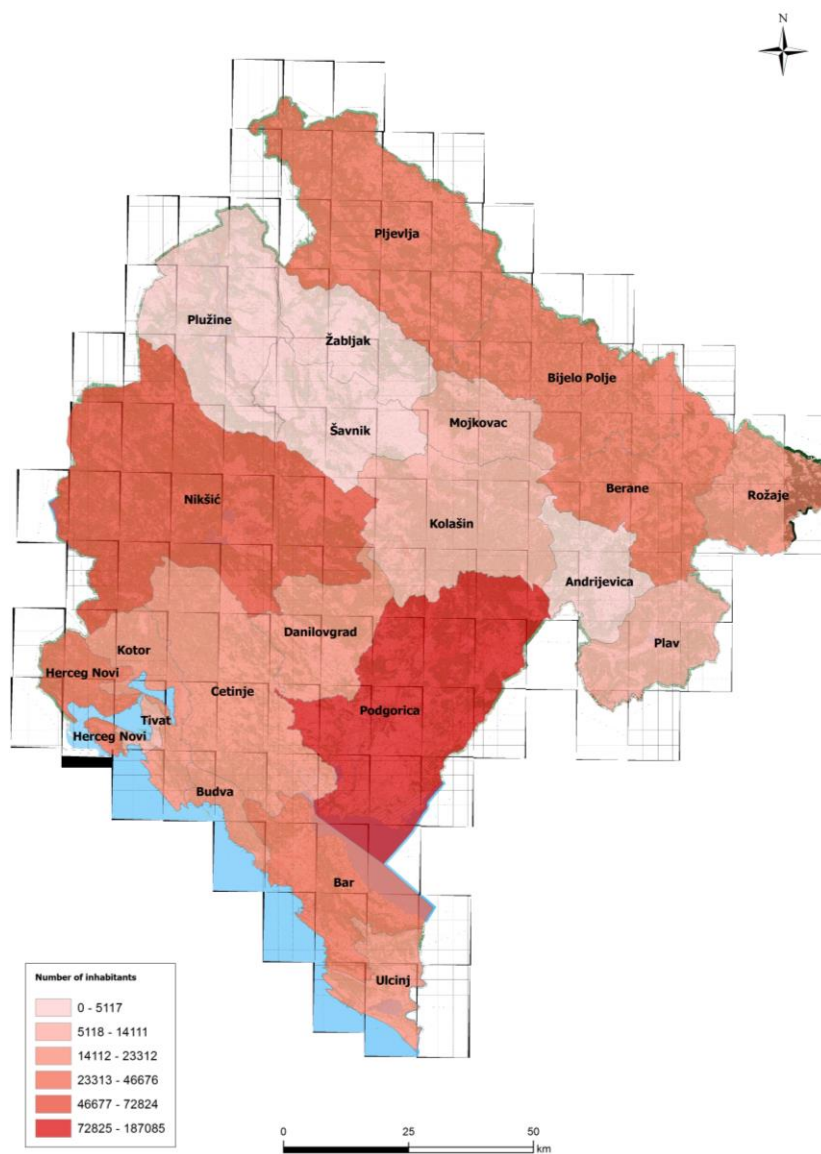 N
Pljevlja
Plužine
Žabljak
Bijelo Polje
Mojkovac
Šavnik
Berane
Rožaje
Nikšić
Kolašin
Andrijevica
Danilovgrad
Plav
Kotor
Herceg Novi
Cetinje
Podgorica
Tivat
Herceg Novi
Budva
Bar
Ulcinj
Number of inhabitants
0 - 5117
5118 - 14111
14112 - 23312
23313 - 46676
46677 - 72824
72825 - 187085
0 25 50
km